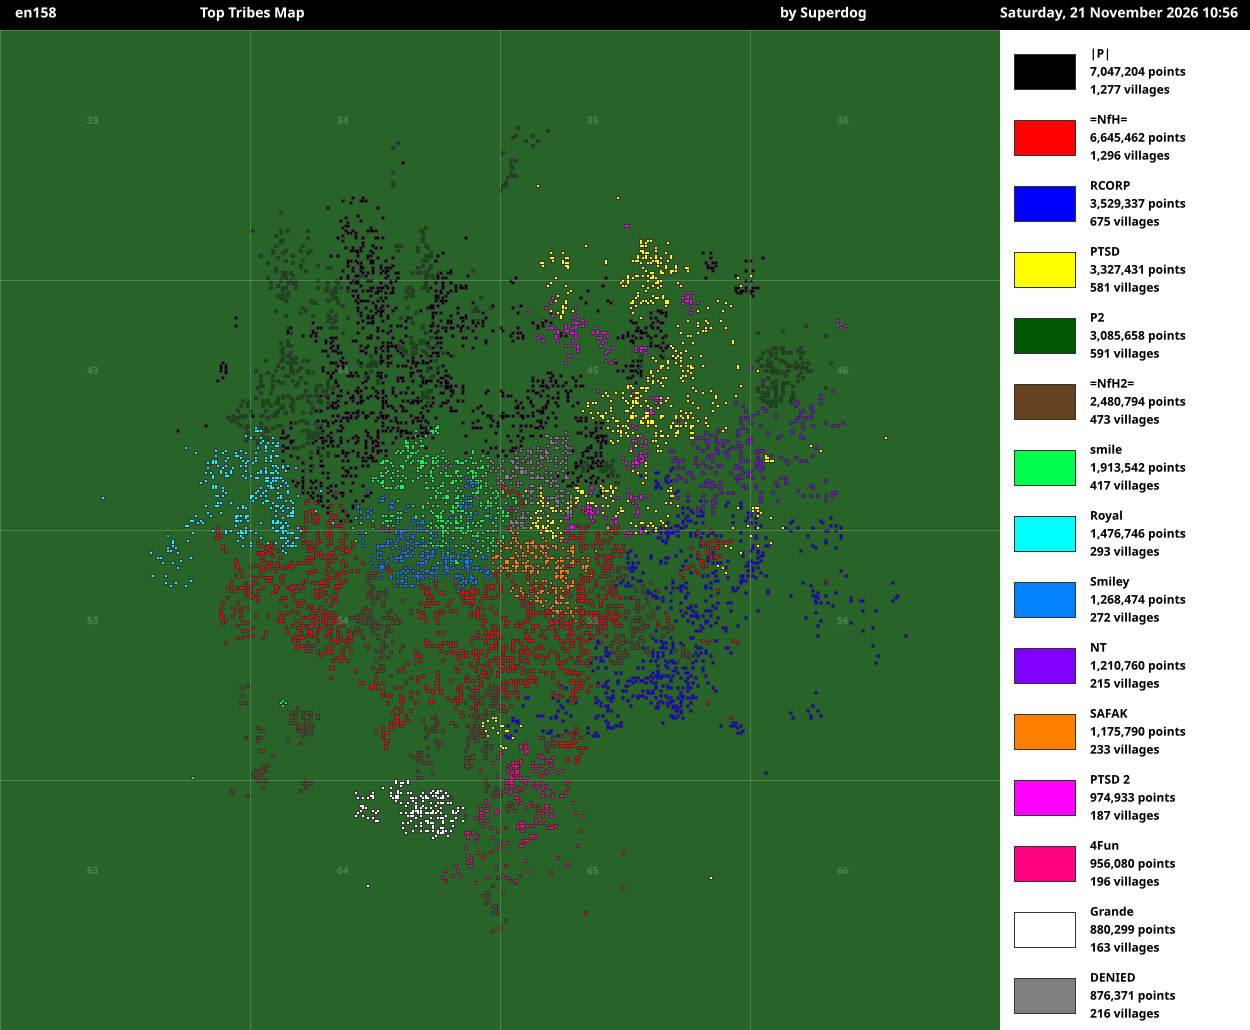 en158 Top Tribes Map by Superdog Saturday, 21 November 2026 10:56
33 34 35 36
43 44 45 46
53 54 55 56
63 64 65 66
|P|
7,047,204 points
1,277 villages
=NfH=
6,645,462 points
1,296 villages
RCORP
3,529,337 points
675 villages
PTSD
3,327,431 points
581 villages
P2
3,085,658 points
591 villages
=NfH2=
2,480,794 points
473 villages
smile
1,913,542 points
417 villages
Royal
1,476,746 points
293 villages
Smiley
1,268,474 points
272 villages
NT
1,210,760 points
215 villages
SAFAK
1,175,790 points
233 villages
PTSD 2
974,933 points
187 villages
4Fun
956,080 points
196 villages
Grande
880,299 points
163 villages
DENIED
876,371 points
216 villages